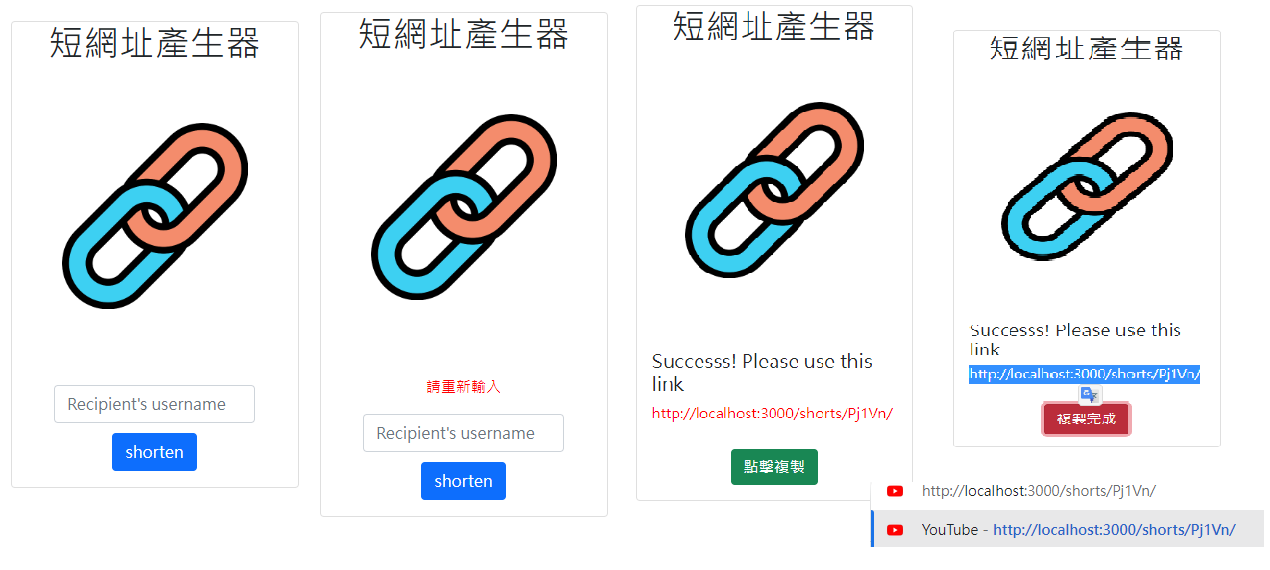 短網址產生器
Recipient's username
shorten
短網址產生器
請重新輸入
Recipient's username
shorten
短網址產生器
Successs! Please use this
link
http://localhost:3000/shorts/Pj1Vn/
點擊複製
短網址產生器
Successs! Please use this
link
http://localhost:3000/shorts/Pj1Vn/
複製完成
http://localhost:3000/shorts/Pj1Vn/
YouTube - http://localhost:3000/shorts/Pj1Vn/